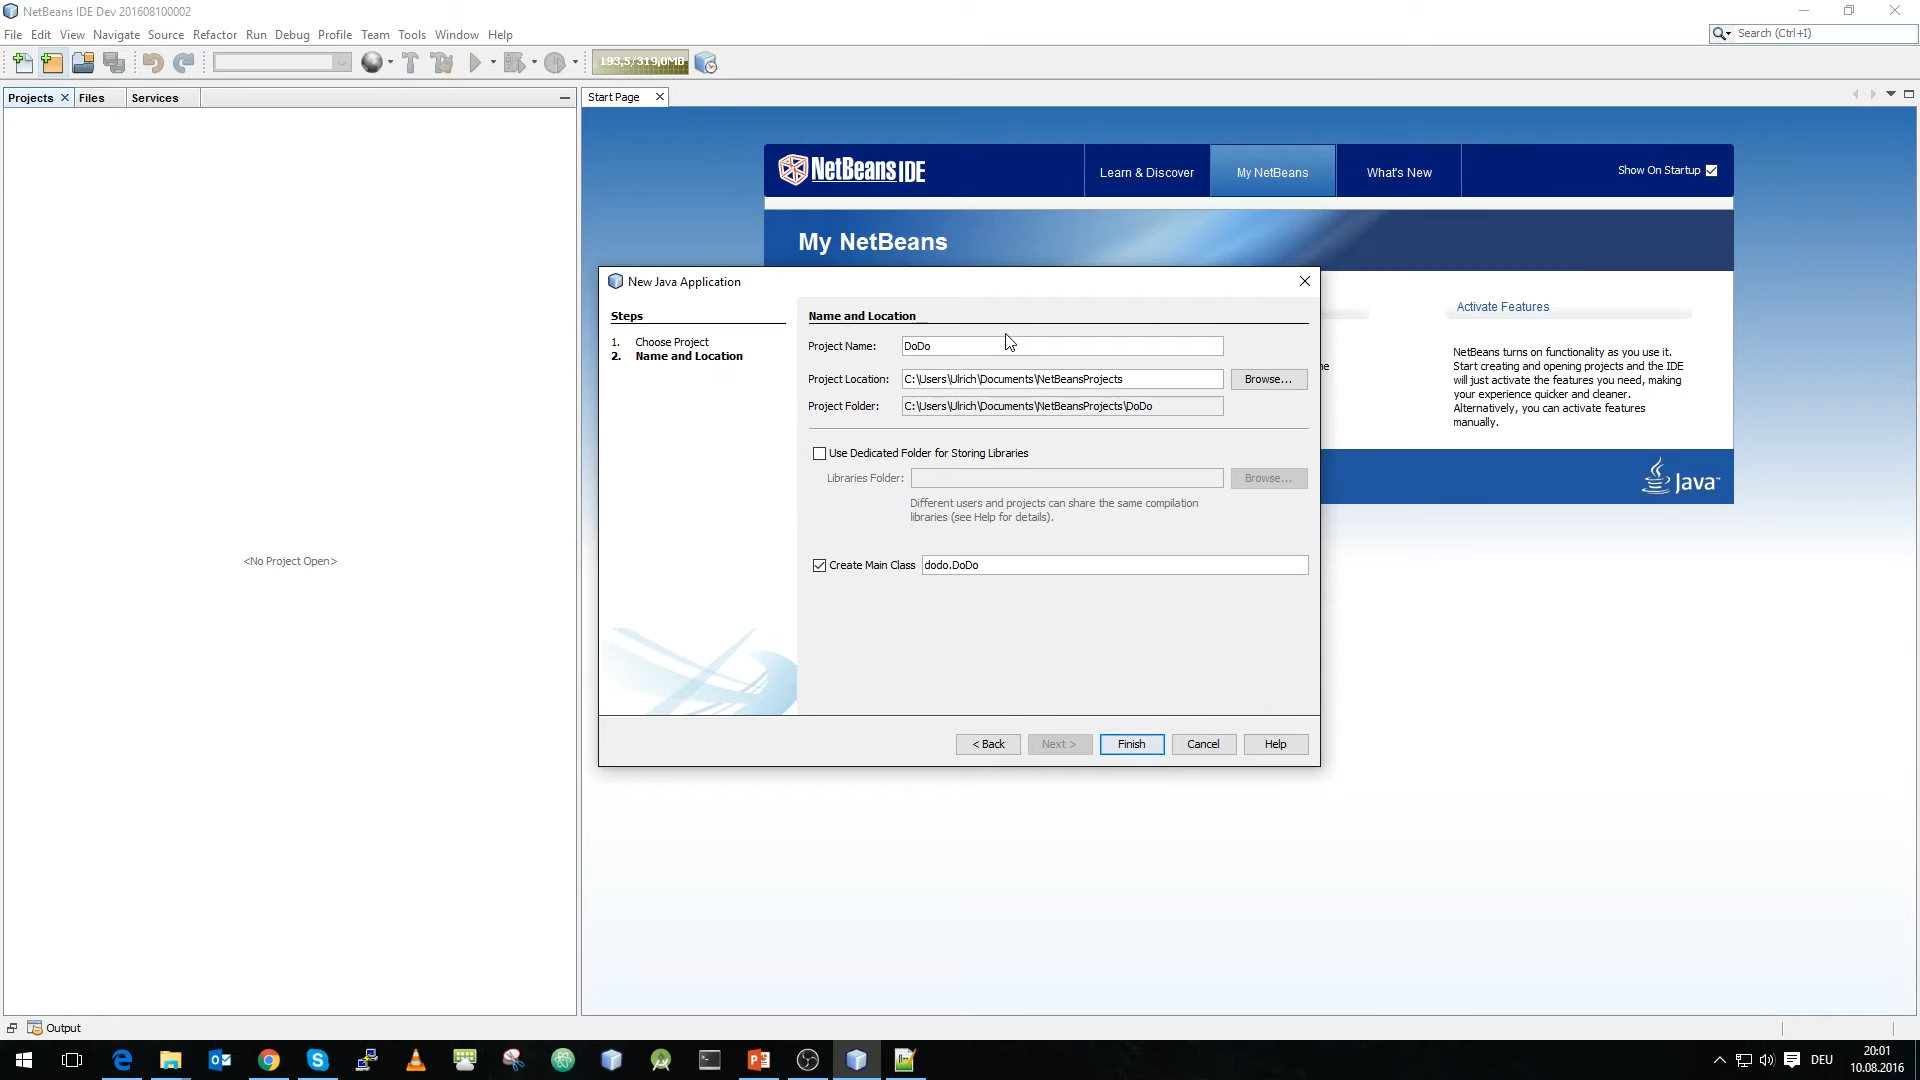 NetBeans IDE Dev 201608100002
File Edit View Navigate Source Refactor Run Debug Profile Team Tools Window Help
Search (Ctrl+I)
193,5/319,0MB
Projects Files Services
Start Page
NetBeans IDE
Learn & Discover
My NetBeans
What's New
Show On Startup
My NetBeans
New Java Application
Steps
1. Choose Project
2. Name and Location
Name and Location
Project Name: DoDo
Project Location: C:\Users\Ulrich\Documents\NetBeansProjects Browse...
Project Folder: C:\Users\Ulrich\Documents\NetBeansProjects\DoDo
Use Dedicated Folder for Storing Libraries
Libraries Folder: Browse...
Different users and projects can share the same compilation
libraries (see Help for details).
Create Main Class dodo.DoDo
< Back Next > Finish Cancel Help
Activate Features
NetBeans turns on functionality as you use it.
Start creating and opening projects and the IDE
will just activate the features you need, making
your experience quicker and cleaner.
Alternatively, you can activate features
manually.
Java
<No Project Open>
Output
DEU
20:01
10.08.2016